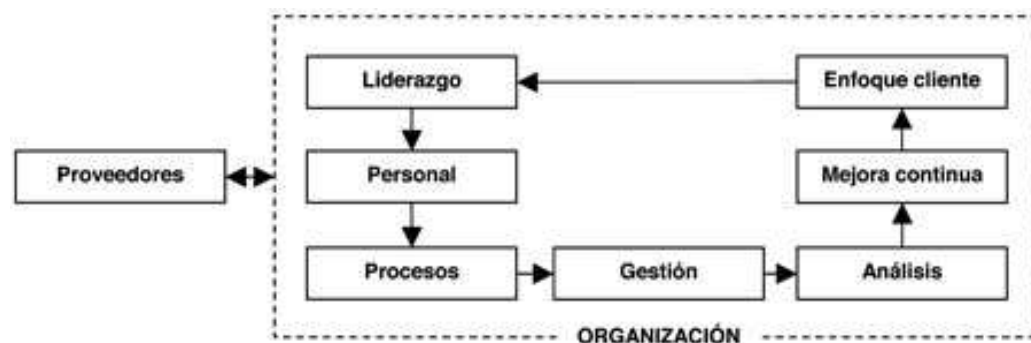 Liderazgo
Enfoque cliente
Proveedores
Personal
Mejora continua
Procesos
Gestión
Análisis
ORGANIZACIÓN